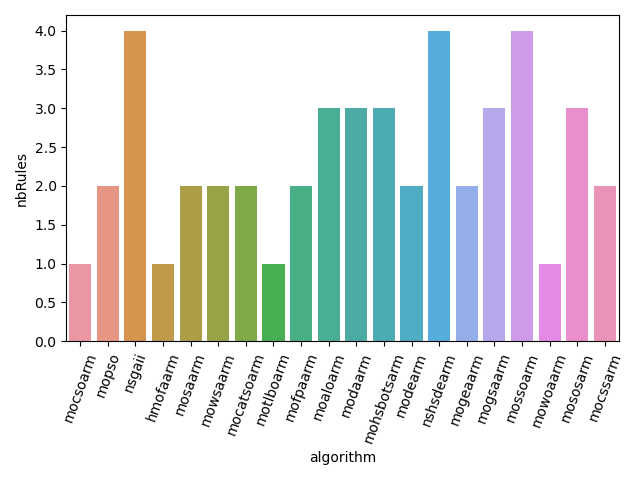 4.0
3.5
3.0
2.5
2.0
1.5
1.0
0.5
0.0
nbRules
mocsoarm
mopso
nsgaii
hmofaarm
mosaarm
mowsaarm
mocatsoarm
motlboarm
mofpaarm
moaloarm
modaarm
mohsbotsarm
modearm
nshsdearm
mogeaarm
mogsaarm
mossoarm
mowoaarm
mososarm
mocssarm
algorithm